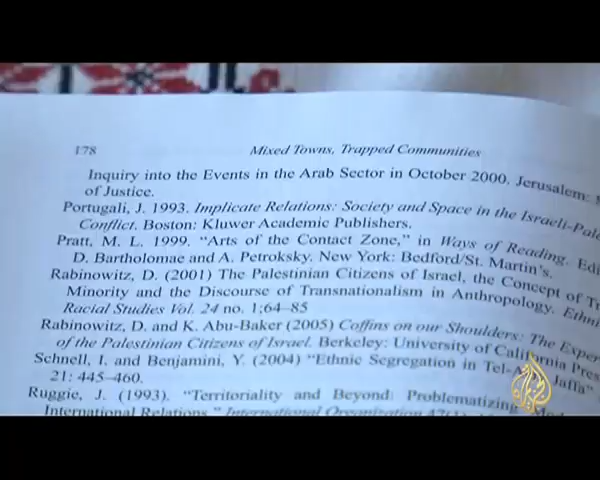 178 Mixed Towns, Trapped Communities
Inquiry into the Events in the Arab Sector in October 2000. Jerusalem:
of Justice.
Portugali, J. 1993. Implicate Relations: Society and Space in the Israeli-Pale
Conflict. Boston: Kluwer Academic Publishers.
Pratt, M. L. 1999. “Arts of the Contact Zone,” in Ways of Reading. Edi
D. Bartholomae and A. Petroksky. New York: Bedford/St. Martin’s.
Rabinowitz, D. (2001) The Palestinian Citizens of Israel, the Concept of Tr
Minority and the Discourse of Transnationalism in Anthropology. Ethni
Racial Studies Vol. 24 no. 1:64–85
Rabinowitz, D. and K. Abu-Baker (2005) Coffins on our Shoulders: The Exper
of the Palestinian Citizens of Israel. Berkeley: University of California Pres
Schnell, I. and Benjamini, Y. (2004) “Ethnic Segregation in Tel-Aviv Jaffa”
21: 445–460.
Ruggie, J. (1993). “Territoriality and Beyond: Problematizing
International Relations.” International Organization 47(1)